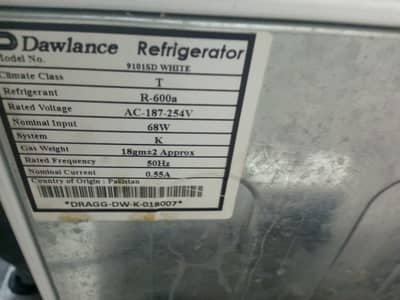 Dawlance Refrigerator
Model No. 9101SD WHITE
Climate Class T
Refrigerant R-600a
Rated Voltage AC-187-254V
Nominal Input 68W
System K
Gas Weight 18gm±2 Approx
Rated Frequency 50Hz
Nominal Current 0.55A
Country of Origin : Pakistan
*DRAGG-DW-K-018007*